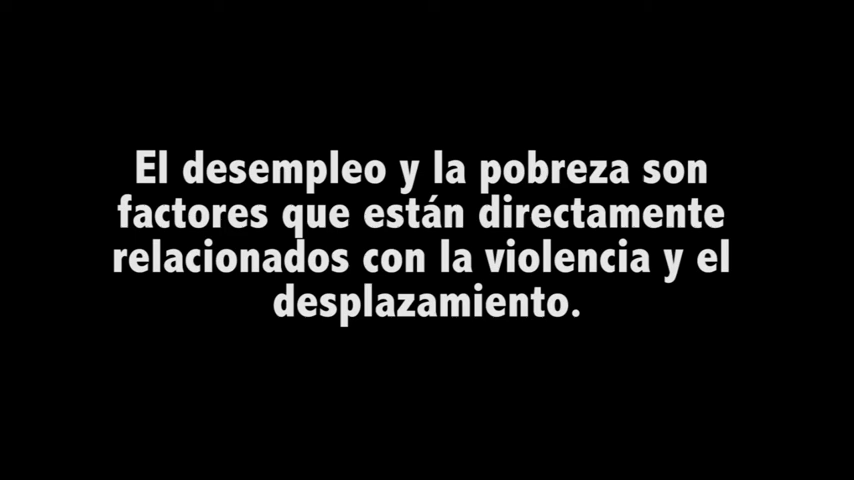 El desempleo y la pobreza son
factores que están directamente
relacionados con la violencia y el
desplazamiento.